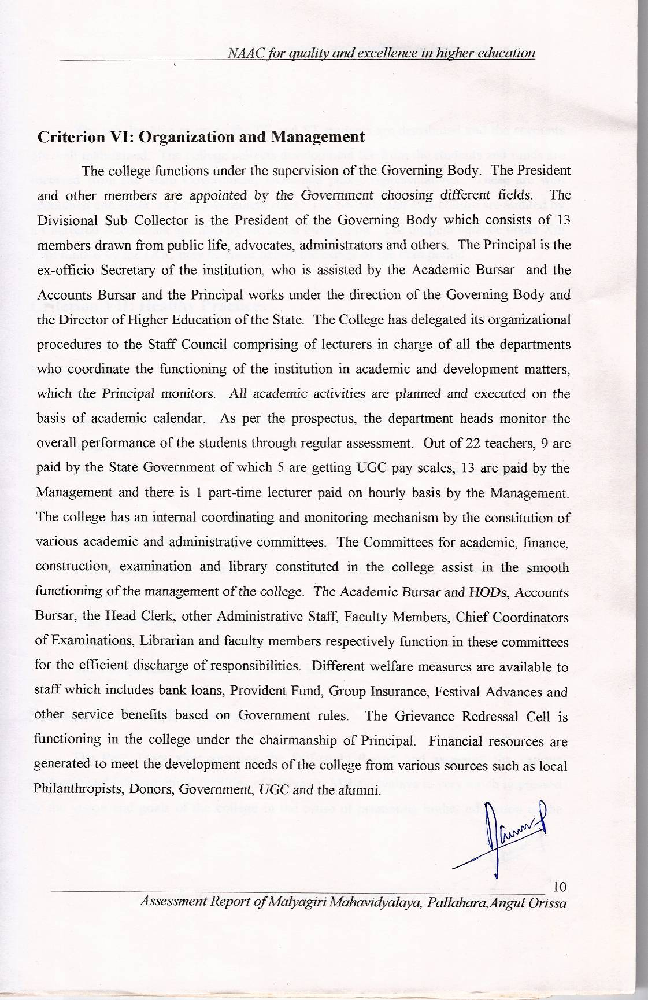 NAAC for quality and excellence in higher education
Criterion VI: Organization and Management
The college functions under the supervision of the Governing Body. The President
and other members are appointed by the Government choosing different fields. The
Divisional Sub Collector is the President of the Governing Body which consists of 13
members drawn from public life, advocates, administrators and others. The Principal is the
ex-officio Secretary of the institution, who is assisted by the Academic Bursar and the
Accounts Bursar and the Principal works under the direction of the Governing Body and
the Director of Higher Education of the State. The College has delegated its organizational
procedures to the Staff Council comprising of lecturers in charge of all the departments
who coordinate the functioning of the institution in academic and development matters,
which the Principal monitors. All academic activities are planned and executed on the
basis of academic calendar. As per the prospectus, the department heads monitor the
overall performance of the students through regular assessment. Out of 22 teachers, 9 are
paid by the State Government of which 5 are getting UGC pay scales, 13 are paid by the
Management and there is 1 part-time lecturer paid on hourly basis by the Management.
The college has an internal coordinating and monitoring mechanism by the constitution of
various academic and administrative committees. The Committees for academic, finance,
construction, examination and library constituted in the college assist in the smooth
functioning of the management of the college. The Academic Bursar and HODs, Accounts
Bursar, the Head Clerk, other Administrative Staff, Faculty Members, Chief Coordinators
of Examinations, Librarian and faculty members respectively function in these committees
for the efficient discharge of responsibilities. Different welfare measures are available to
staff which includes bank loans, Provident Fund, Group Insurance, Festival Advances and
other service benefits based on Government rules. The Grievance Redressal Cell is
functioning in the college under the chairmanship of Principal. Financial resources are
generated to meet the development needs of the college from various sources such as local
Philanthropists, Donors, Government, UGC and the alumni.
10
Assessment Report of Malyagiri Mahavidyalaya, Pallahara,Angul Orissa